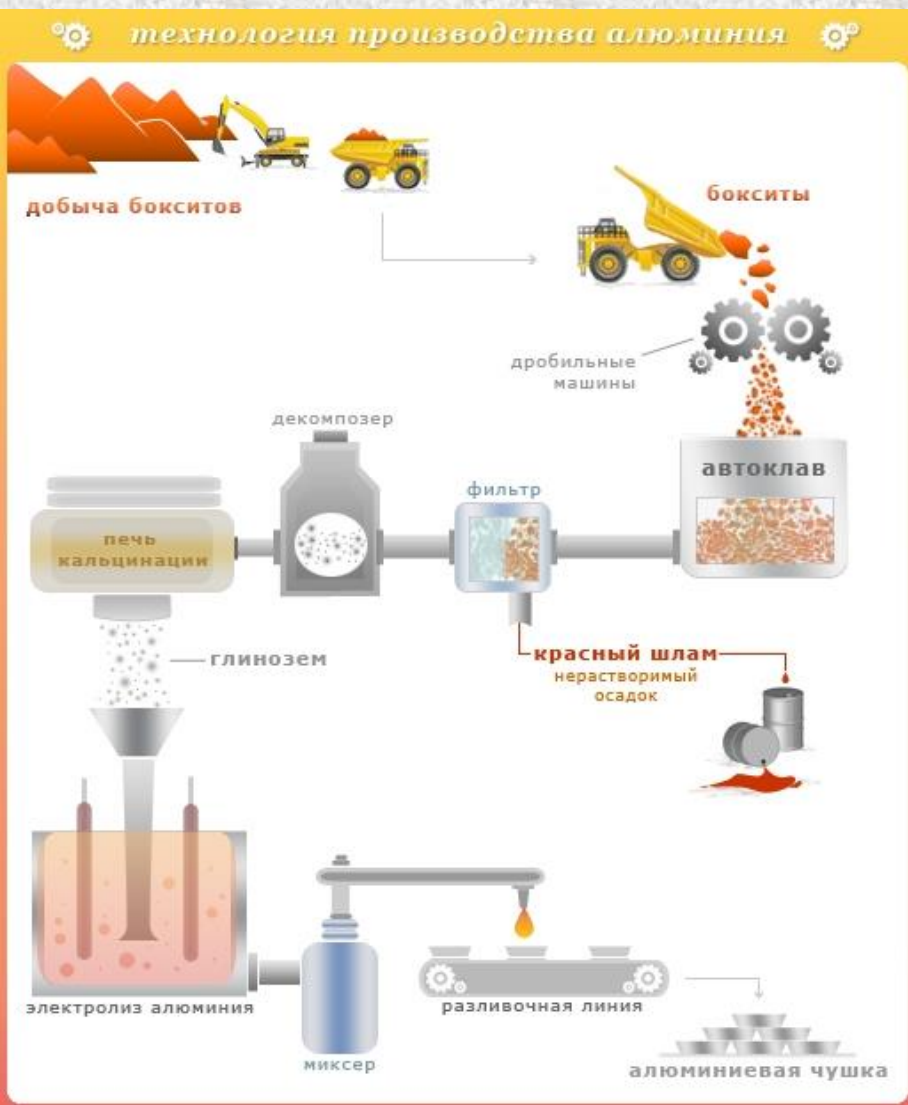 технология производства алюминия
добыча бокситов
бокситы
дробильные
машины
декомпозер
автоклав
фильтр
печь
кальцинации
глинозем
красный шлам
нерастворимый
осадок
электролиз алюминия
миксер
разливочная линия
алюминиевая чушка